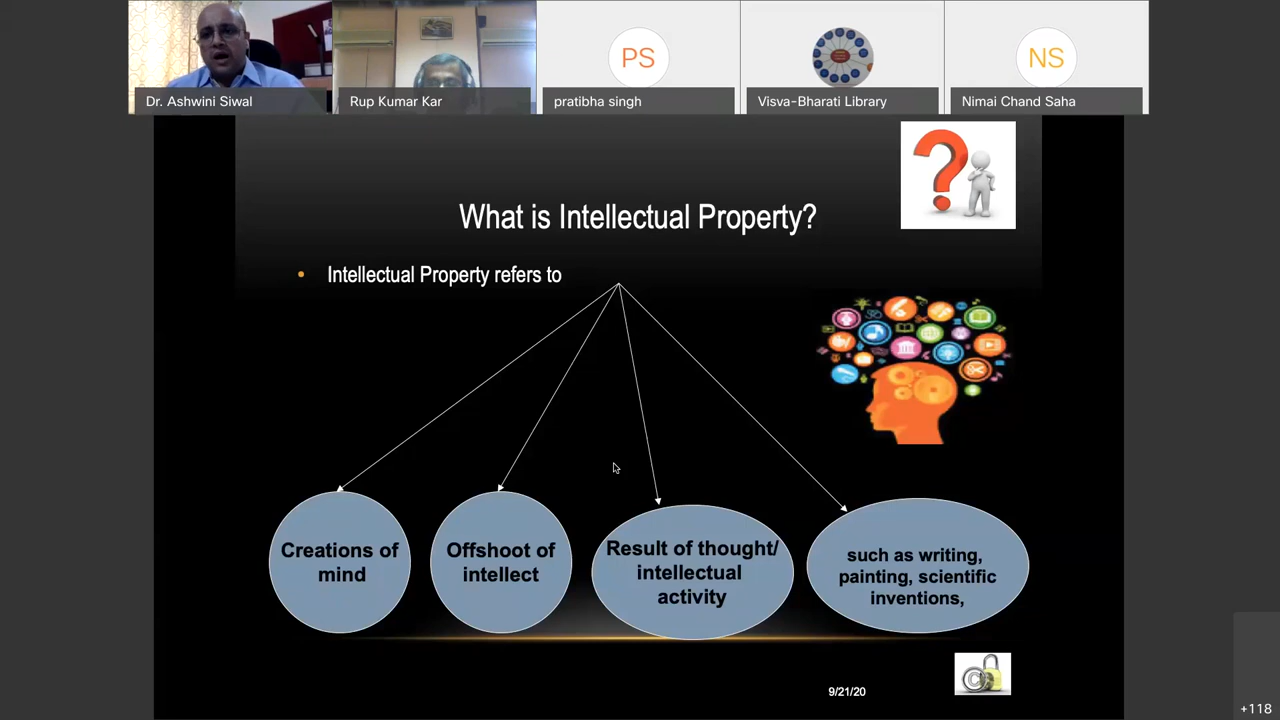 PS
NS
Dr. Ashwini Siwal
Rup Kumar Kar
pratibha singh
Visva-Bharati Library
Nimai Chand Saha
?
What is Intellectual Property?
• Intellectual Property refers to
Creations of
mind
Offshoot of
intellect
Result of thought/
intellectual
activity
such as writing,
painting, scientific
inventions,
9/21/20
©
+118